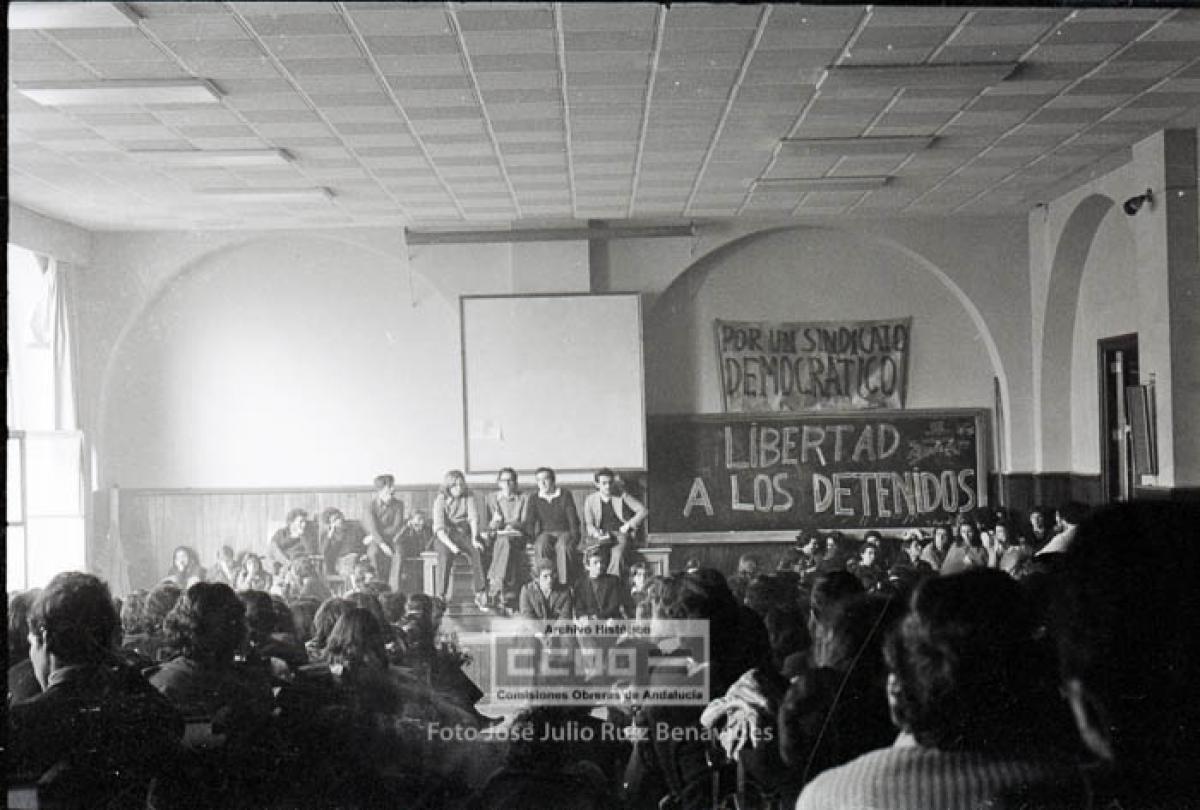 POR UN SINDICATO
DEMOCRÁTICO
LIBERTAD
A LOS DETENIDOS
Archivo Histórico
CCOO
Comisiones Obreras de Andalucía
Foto José Julio Ruiz Benavides